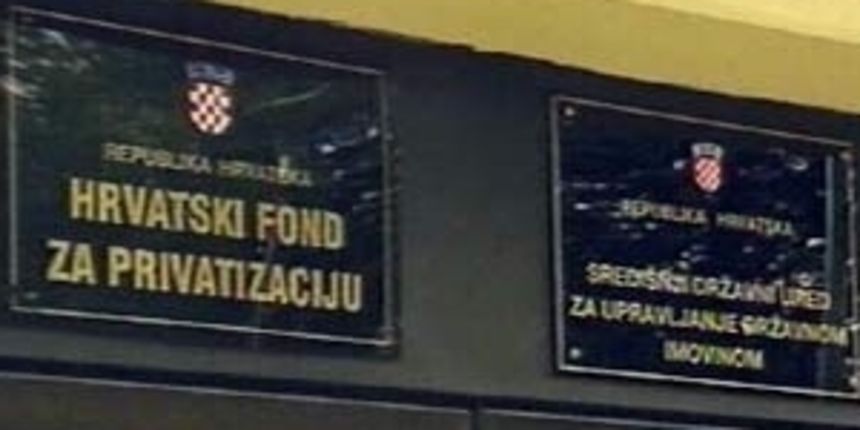 REPUBLIKA HRVATSKA
HRVATSKI FOND
ZA PRIVATIZACIJU
REPUBLIKA HRVATSKA
SREDIŠNJI DRŽAVNI URED
ZA UPRAVLJANJE DRŽAVNOM
IMOVINOM